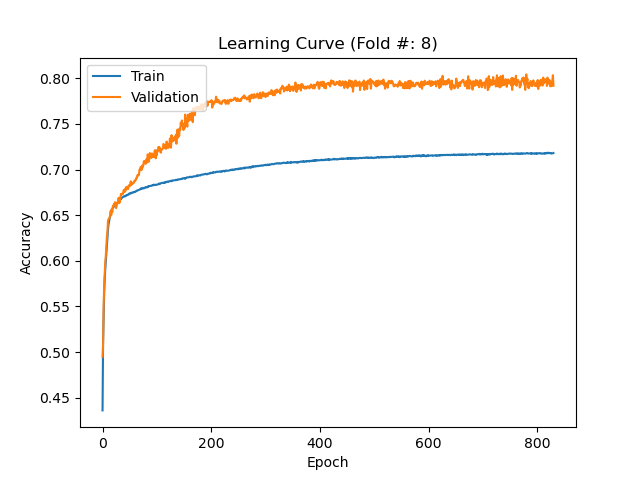 Learning Curve (Fold #: 8)
Train
Validation
0.80
0.75
0.70
0.65
0.60
0.55
0.50
0.45
Accuracy
0 200 400 600 800
Epoch